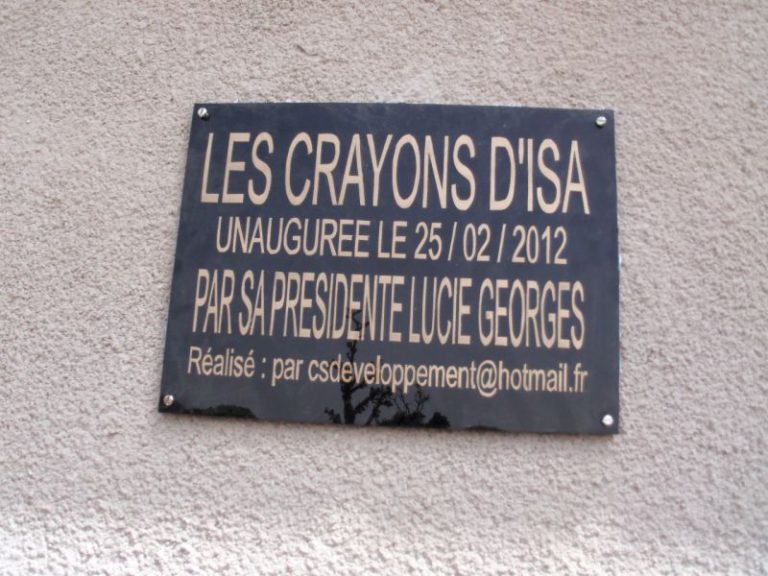 LES CRAYONS D'ISA
UNAUGUREE LE 25 / 02 / 2012
PAR SA PRESIDENTE LUCIE GEORGES
Réalisé : par csdeveloppement@hotmail.fr